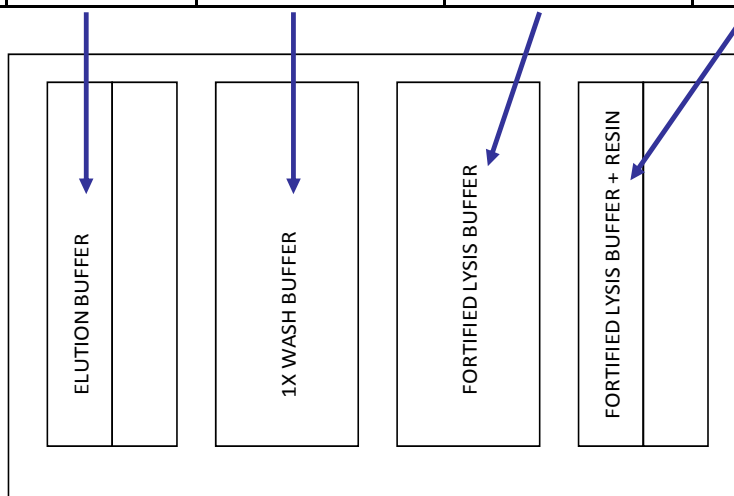 ELUTION BUFFER
1X WASH BUFFER
FORTIFIED LYSIS BUFFER
FORTIFIED LYSIS BUFFER + RESIN